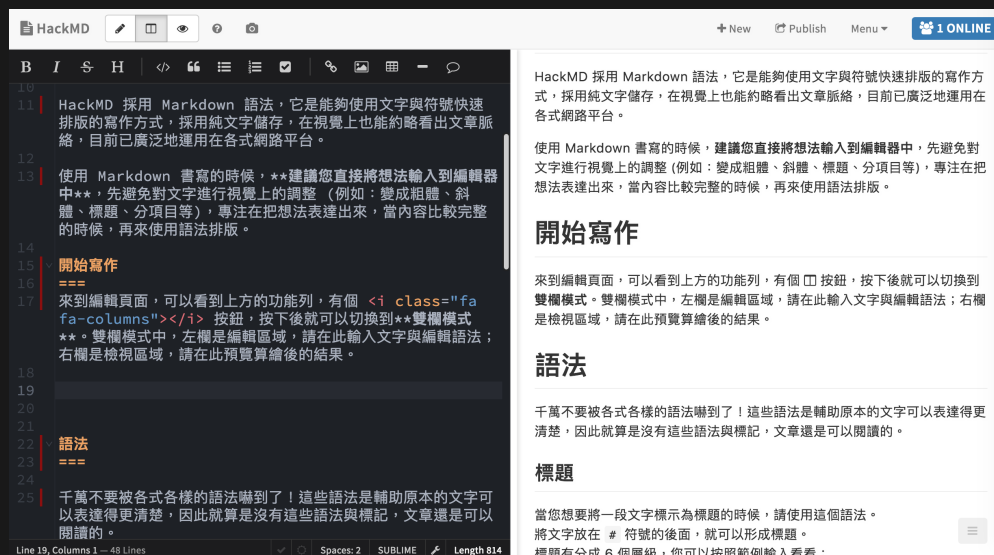 HackMD
New
Publish
Menu
1 ONLINE
B I S H
10
11 HackMD 採用 Markdown 語法，它是能夠使用文字與符號快速
排版的寫作方式，採用純文字儲存，在視覺上也能約略看出文章脈
絡，目前已廣泛地運用在各式網路平台。
12
13 使用 Markdown 書寫的時候，**建議您直接將想法輸入到編輯器
中**，先避免對文字進行視覺上的調整 (例如：變成粗體、斜
體、標題、分項目等)，專注在把想法表達出來，當內容比較完整
的時候，再來使用語法排版。
14
15 開始寫作
16 ===
17 來到編輯頁面，可以看到上方的功能列，有個 <i class="fa
fa-columns"></i> 按鈕，按下後就可以切換到**雙欄模式
**。雙欄模式中，左欄是編輯區域，請在此輸入文字與編輯語法；
右欄是檢視區域，請在此預覽算繪後的結果。
18
19
20
21
22 語法
23 ===
24
25 千萬不要被各式各樣的語法嚇到了！這些語法是輔助原本的文字可
以表達得更清楚，因此就算是沒有這些語法與標記，文章還是可以
閱讀的。
Line 19, Columns 1 — 48 Lines
Spaces: 2
SUBLIME
Length 814
HackMD 採用 Markdown 語法，它是能夠使用文字與符號快速排版的寫作方
式，採用純文字儲存，在視覺上也能約略看出文章脈絡，目前已廣泛地運用在
各式網路平台。
使用 Markdown 書寫的時候，建議您直接將想法輸入到編輯器中，先避免對
文字進行視覺上的調整 (例如：變成粗體、斜體、標題、分項目等)，專注在把
想法表達出來，當內容比較完整的時候，再來使用語法排版。
開始寫作
來到編輯頁面，可以看到上方的功能列，有個 按鈕，按下後就可以切換到
雙欄模式。雙欄模式中，左欄是編輯區域，請在此輸入文字與編輯語法；右欄
是檢視區域，請在此預覽算繪後的結果。
語法
千萬不要被各式各樣的語法嚇到了！這些語法是輔助原本的文字可以表達得更
清楚，因此就算是沒有這些語法與標記，文章還是可以閱讀的。
標題
當您想要將一段文字標示為標題的時候，請使用這個語法。
將文字放在 # 符號的後面，就可以形成標題。
標題有分成 6 個層級，您可以按照範例輸入看看：